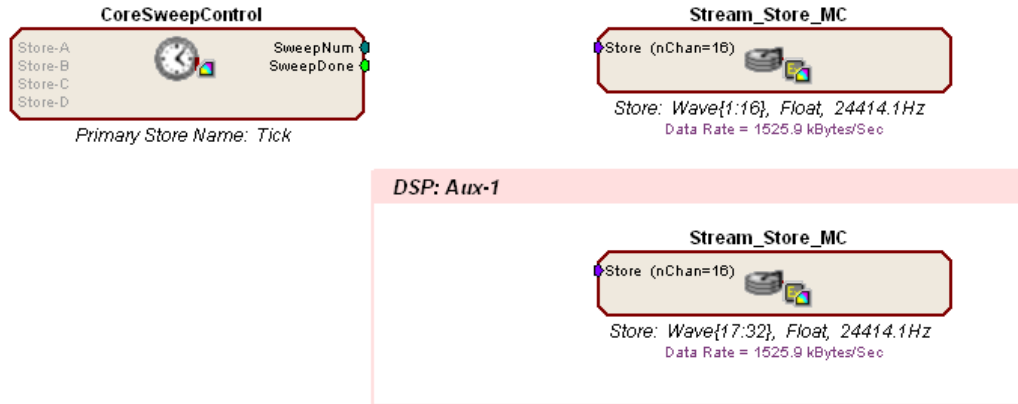 CoreSweepControl
Store-A
Store-B
Store-C
Store-D
SweepNum
SweepDone
Primary Store Name: Tick
Stream_Store_MC
Store (nChan=16)
Store: Wave{1:16}, Float, 24414.1Hz
Data Rate = 1525.9 kBytes/Sec
DSP: Aux-1
Stream_Store_MC
Store (nChan=16)
Store: Wave{17:32}, Float, 24414.1Hz
Data Rate = 1525.9 kBytes/Sec